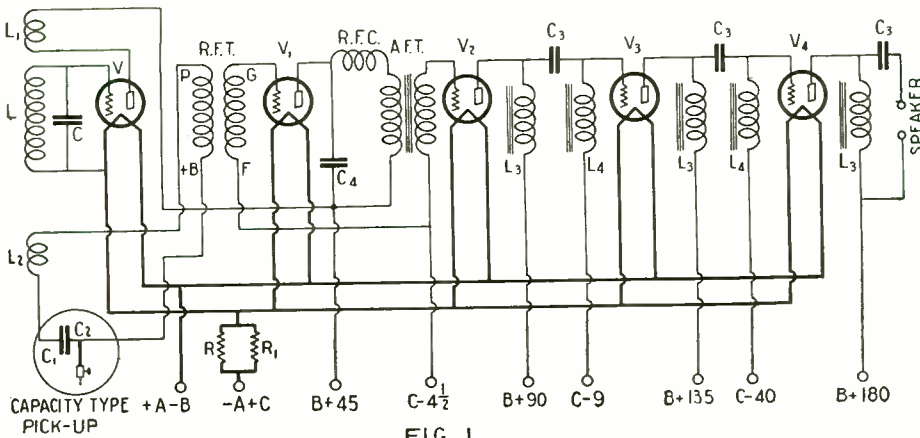 L₁ V R.F.T. V₁ R.F.C. A.F.T. V₂ C₃ V₃ C₃ V₄ C₃
P G
L C
+B F C₄ L₃ L₄ L₃ L₄ L₃ SPEAKER
L₂
C₁ C₂ R R₁
CAPACITY TYPE
PICK-UP
+A-B -A+C B+45 C-4½ B+90 C-9 B+135 C-40 B+180
FIG. 1